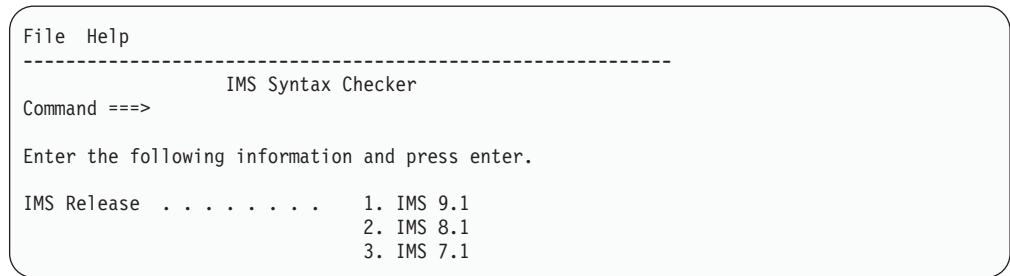 File Help
-------------------------------------------------------------
IMS Syntax Checker
Command ===>
Enter the following information and press enter.
IMS Release . . . . . . . . 1. IMS 9.1
2. IMS 8.1
3. IMS 7.1